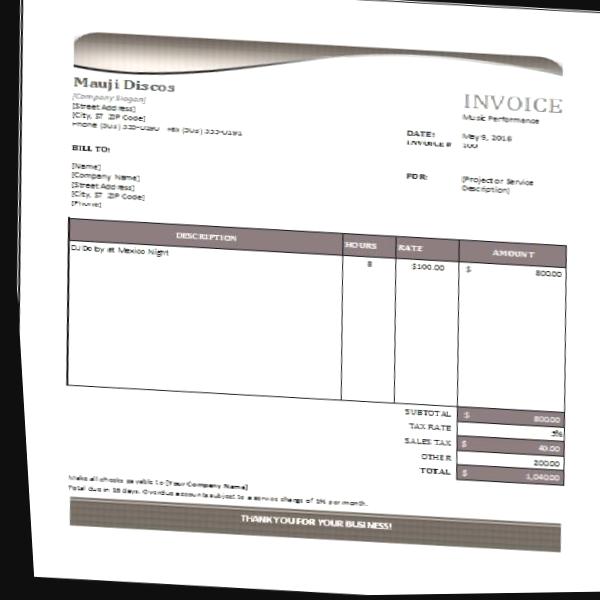 Mauji Discos
[Company Slogan]
INVOICE
[Street Address]
Music Performance
[City, ST ZIP Code]
Phone (503) 555-0190 Fax (503) 555-0191
DATE: May 9, 2016
INVOICE # 100
BILL TO:
[Name]
FOR: [Project or Service
[Company Name]
Description]
[Street Address]
[City, ST ZIP Code]
[Phone]
DESCRIPTION HOURS RATE AMOUNT
DJ Dolby at Mexico Night 8 $100.00 $ 800.00
SUBTOTAL $ 800.00
TAX RATE 5%
SALES TAX $ 40.00
OTHER 200.00
TOTAL $ 1,040.00
Make all checks payable to [Your Company Name]
Total due in 15 days. Overdue accounts subject to a service charge of 1% per month.
THANK YOU FOR YOUR BUSINESS!